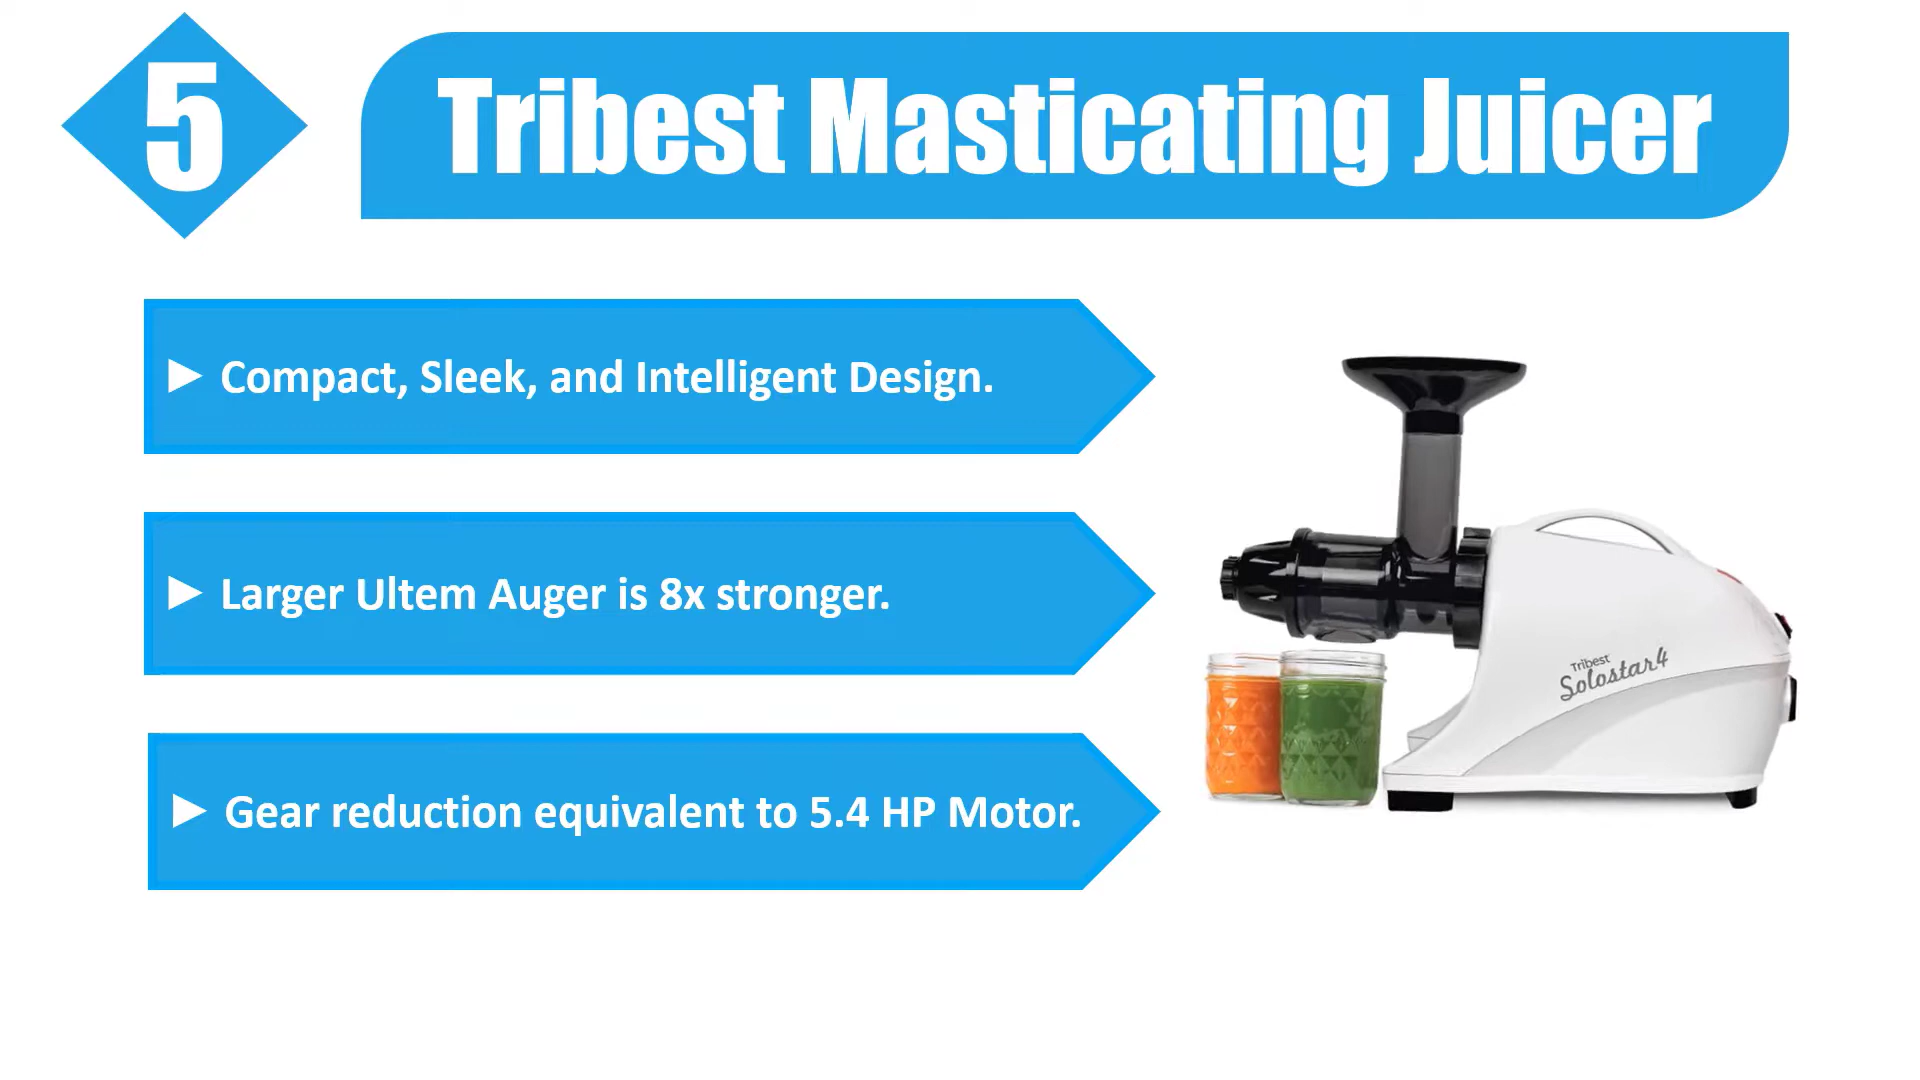 5
Tribest Masticating Juicer
► Compact, Sleek, and Intelligent Design.
► Larger Ultem Auger is 8x stronger.
► Gear reduction equivalent to 5.4 HP Motor.
Tribest
Solostar4